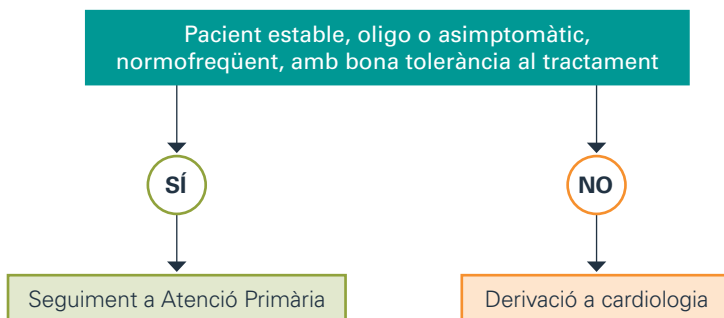 Pacient estable, oligo o asimptomàtic,
normofreqüent, amb bona tolerància al tractament
SÍ
NO
Seguiment a Atenció Primària
Derivació a cardiologia